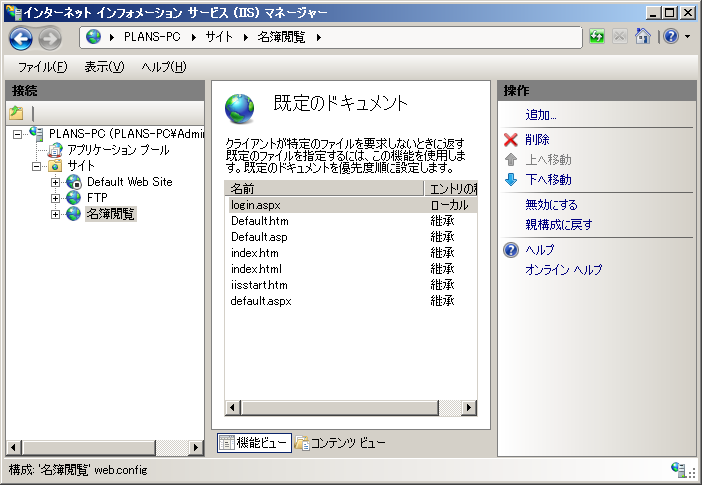 インターネット インフォメーション サービス (IIS) マネージャー
PLANS-PC ▸ サイト ▸ 名簿閲覧 ▸
ファイル(F) 表示(V) ヘルプ(H)
接続
PLANS-PC (PLANS-PC¥Admi
アプリケーション プール
サイト
Default Web Site
FTP
名簿閲覧
既定のドキュメント
クライアントが特定のファイルを要求しないときに返す
既定のファイルを指定するには、この機能を使用しま
す。既定のドキュメントを優先度順に設定します。
名前 エントリの種
login.aspx ローカル
Default.htm 継承
Default.asp 継承
index.htm 継承
index.html 継承
iisstart.htm 継承
default.aspx 継承
機能ビュー コンテンツ ビュー
操作
追加...
削除
上へ移動
下へ移動
無効にする
親構成に戻す
ヘルプ
オンライン ヘルプ
構成: '名簿閲覧' web.config